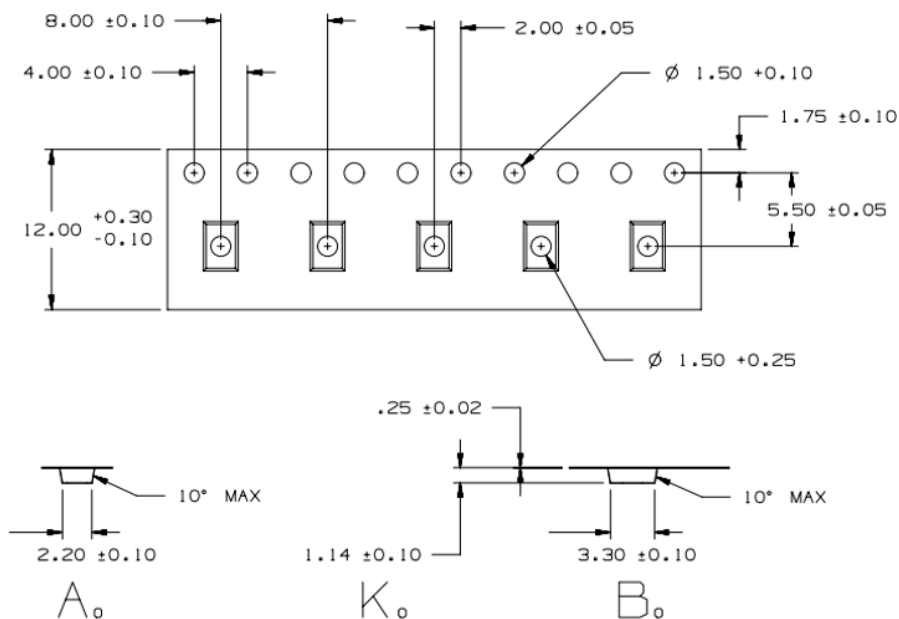 8.00 ±0.10
2.00 ±0.05
4.00 ±0.10
Ø 1.50 +0.10
1.75 ±0.10
12.00 +0.30
-0.10
5.50 ±0.05
Ø 1.50 +0.25
.25 ±0.02
10° MAX
10° MAX
2.20 ±0.10
1.14 ±0.10
3.30 ±0.10
Ao
Ko
Bo